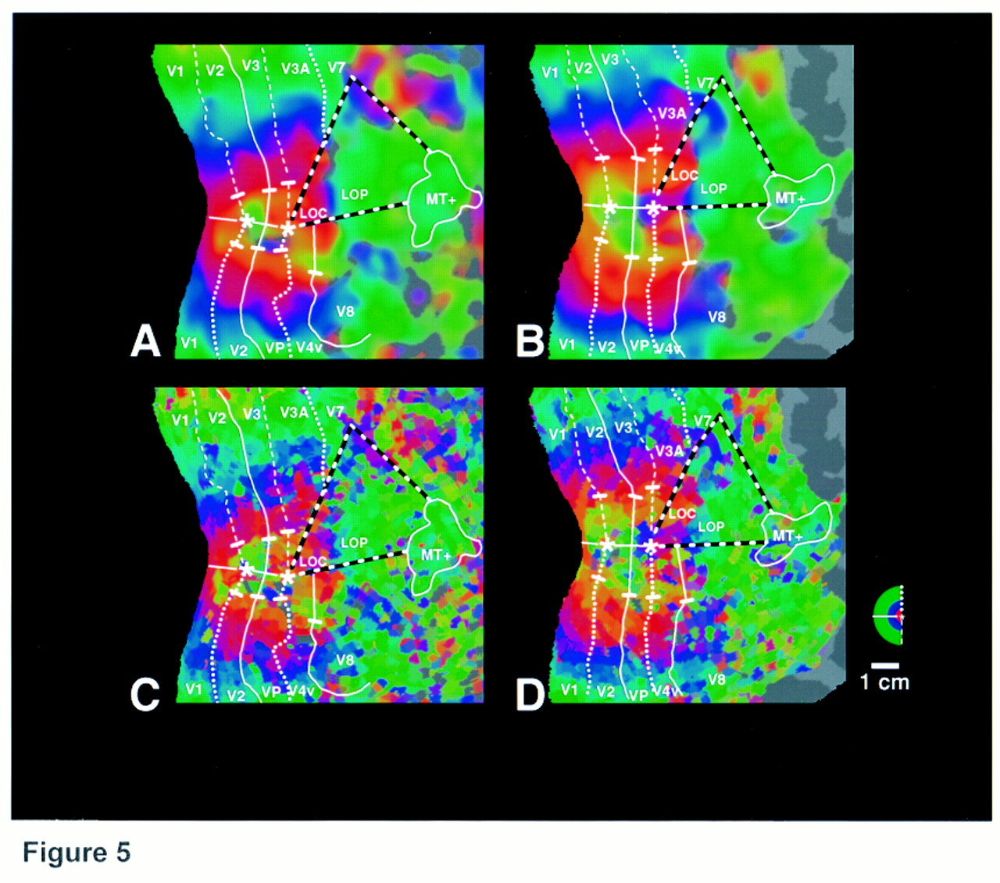 V1 V2 V3 V3A V7
LOP
MT+
LOC
V8
V1 V2 VP V4v
A
V1 V2 V3 V7
V3A
LOC
LOP
MT+
V8
V1 V2 VP V4v
B
V1 V2 V3 V3A V7
LOP
MT+
LOC
V8
V1 V2 VP V4v
C
V1 V2 V3 V7
V3A
LOC
LOP
MT+
V8
V1 V2 VP V4v
D
1 cm
Figure 5